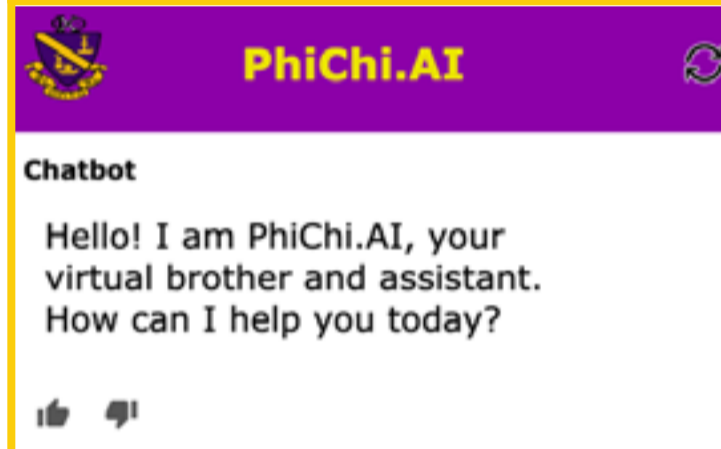 PhiChi.AI
Chatbot
Hello! I am PhiChi.AI, your
virtual brother and assistant.
How can I help you today?